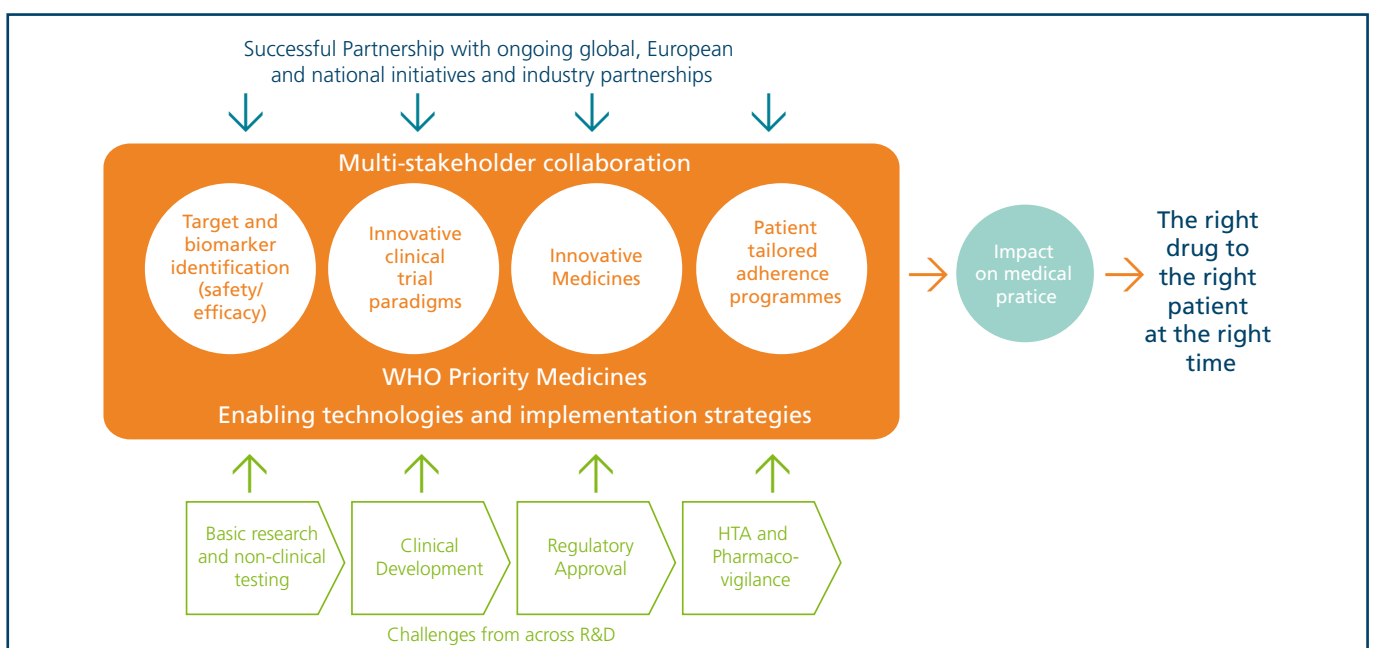 Successful Partnership with ongoing global, European
and national initiatives and industry partnerships
Multi-stakeholder collaboration
Target and
biomarker
identification
(safety/
efficacy)
Innovative
clinical
trial
paradigms
Innovative
Medicines
Patient
tailored
adherence
programmes
Impact
on medical
pratice
The right
drug to
the right
patient
at the right
time
WHO Priority Medicines
Enabling technologies and implementation strategies
Basic research
and non-clinical
testing
Clinical
Development
Regulatory
Approval
HTA and
Pharmaco-
vigilance
Challenges from across R&D